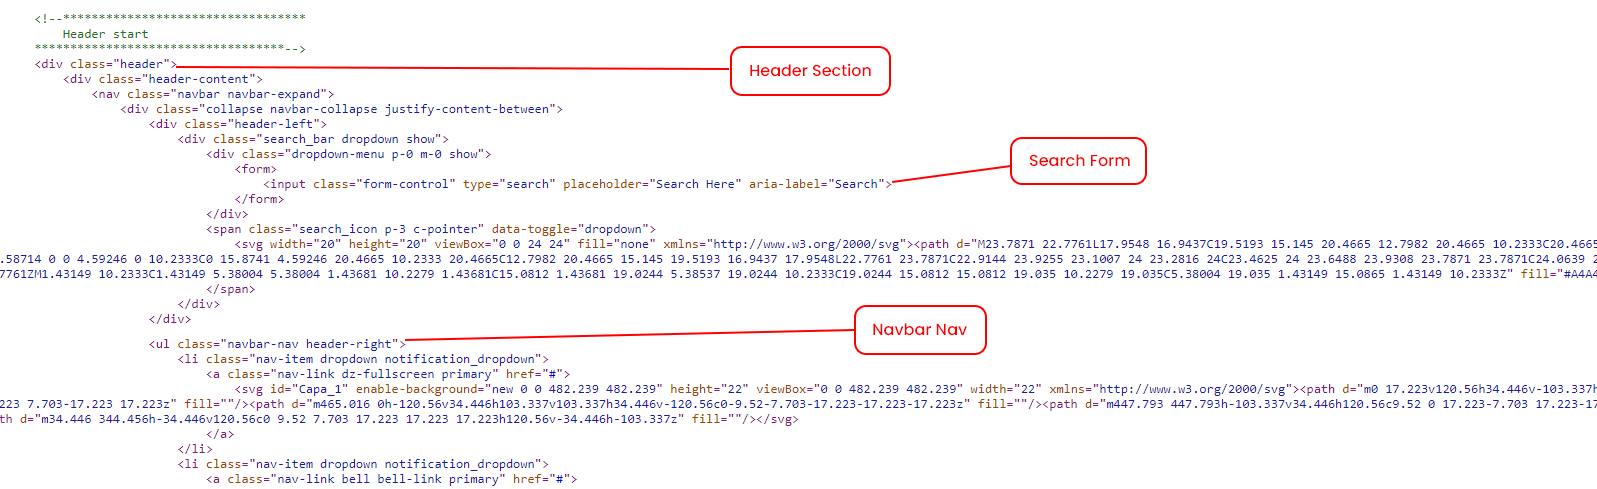 <!--**********************************
Header start
***********************************-->
<div class="header">
Header Section
<div class="header-content">
<nav class="navbar navbar-expand">
<div class="collapse navbar-collapse justify-content-between">
<div class="header-left">
<div class="search_bar dropdown show">
<div class="dropdown-menu p-0 m-0 show">
Search Form
<form>
<input class="form-control" type="search" placeholder="Search Here" aria-label="Search">
</form>
</div>
<span class="search_icon p-3 c-pointer" data-toggle="dropdown">
<svg width="20" height="20" viewBox="0 0 24 24" fill="none" xmlns="http://www.w3.org/2000/svg"><path d="M23.7871 22.7761L17.9548 16.9437C19.5193 15.145 20.4665 12.7982 20.4665 10.2333C20.4665
.58714 0 0 4.59246 0 10.2333C0 15.8741 4.59246 20.4665 10.2333 20.4665C12.7982 20.4665 15.145 19.5193 16.9437 17.9548L22.7761 23.7871C22.9144 23.9255 23.1007 24 23.2816 24C23.4625 24 23.6488 23.9308 23.7871 23.7871C24.0639 2
7761ZM1.43149 10.2333C1.43149 5.38004 5.38004 1.43681 10.2279 1.43681C15.0812 1.43681 19.0244 5.38537 19.0244 10.2333C19.0244 15.0812 15.0812 19.035 10.2279 19.035C5.38004 19.035 1.43149 15.0865 1.43149 10.2333Z" fill="#A4A4
</span>
</div>
</div>
Navbar Nav
<ul class="navbar-nav header-right">
<li class="nav-item dropdown notification_dropdown">
<a class="nav-link dz-fullscreen primary" href="#">
<svg id="Capa_1" enable-background="new 0 0 482.239 482.239" height="22" viewBox="0 0 482.239 482.239" width="22" xmlns="http://www.w3.org/2000/svg"><path d="m0 17.223v120.56h34.446v-103.337h
223 7.703-17.223 17.223z" fill=""/><path d="m465.016 0h-120.56v34.446h103.337v103.337h34.446v-120.56c0-9.52-7.703-17.223-17.223-17.223z" fill=""/><path d="m447.793 447.793h-103.337v34.446h120.56c9.52 0 17.223-7.703 17.223-17
th d="m34.446 344.456h-34.446v120.56c0 9.52 7.703 17.223 17.223 17.223h120.56v-34.446h-103.337z" fill=""/></svg>
</a>
</li>
<li class="nav-item dropdown notification_dropdown">
<a class="nav-link bell bell-link primary" href="#">